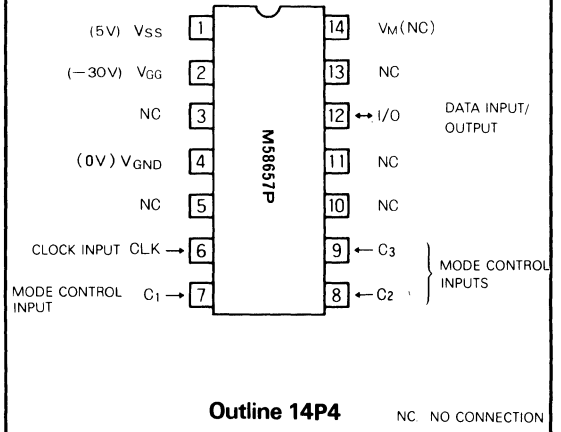 (5V) VSS 1
14 VM(NC)
(−30V) VGG 2
13 NC
NC 3
12 ↔ I/O DATA INPUT/
OUTPUT
(0V) VGND 4
11 NC
NC 5
10 NC
CLOCK INPUT CLK → 6
9 ← C3
MODE CONTROL
INPUTS
MODE CONTROL C1 → 7
INPUT
8 ← C2
M58657P
Outline 14P4
NC. NO CONNECTION